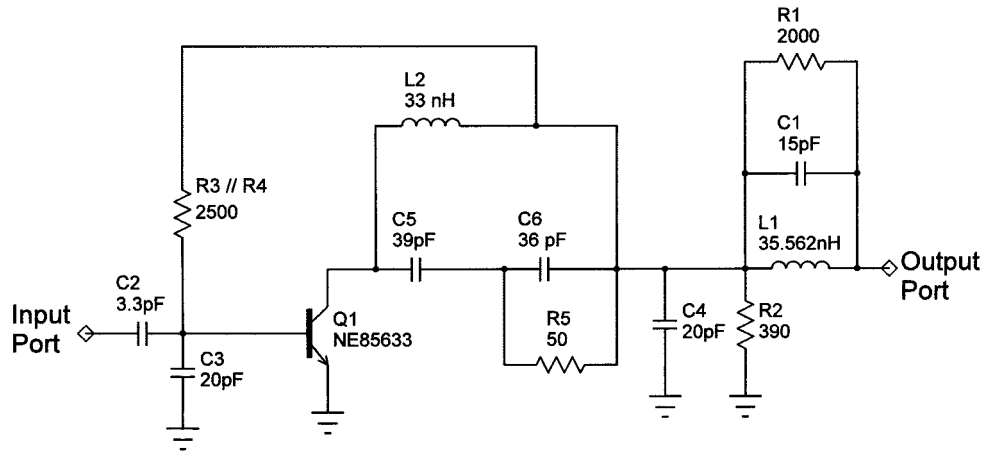 R1
2000
L2
33 nH
C1
15pF
R3 // R4
2500
C5
39pF
C6
36 pF
L1
35.562nH
Output
Port
C2
3.3pF
Input
Port
Q1
NE85633
R5
50
C4
20pF
R2
390
C3
20pF